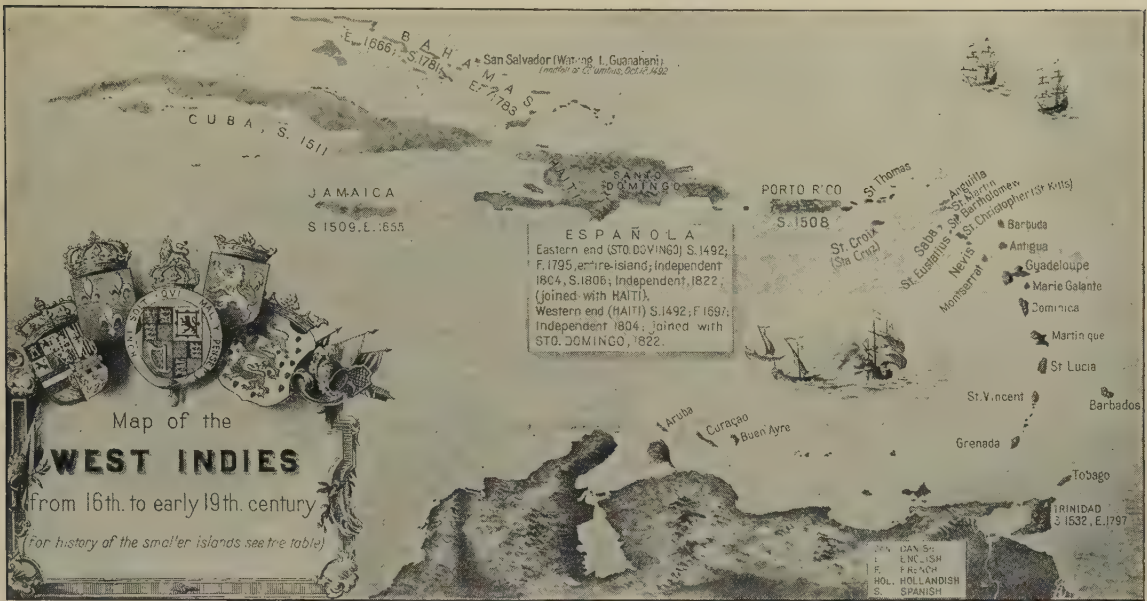 BAHAMAS
E. 1666; S. 1781;
E. 1783
San Salvador (Watling I., Guanahani)
Landfall of Columbus, Oct. 12, 1492
CUBA, S. 1511
JAMAICA
S 1509, E. 1655
HAITI
SANTO
DOMINGO
PORTO RICO
S. 1508
ESPAÑOLA
Eastern end (STO. DOMINGO) S. 1492;
F. 1795, entire island; Independent
1804, S. 1806; Independent, 1822
(joined with HAITI).
Western end (HAITI) S. 1492; F 1697;
Independent 1804; joined with
STO. DOMINGO, 1822.
St Thomas
St. Croix
(Sta Cruz)
Anguilla
St. Martin
St. Bartholomew
St. Christopher (St Kitts)
Saba
St. Eustatius
Nevis
Montserrat
Barbuda
Antigua
Guadeloupe
Marie Galante
Dominica
Martinique
St Lucia
St. Vincent
Barbados
Grenada
Tobago
TRINIDAD
S 1532, E. 1797
Aruba
Curaçao
Buen Ayre
HONI SOIT QUI MAL Y PENSE
Map of the
WEST INDIES
from 16th. to early 19th. century
(for history of the smaller islands see the table)
DAN. DANISH
E. ENGLISH
F. FRENCH
HOL. HOLLANDISH
S. SPANISH